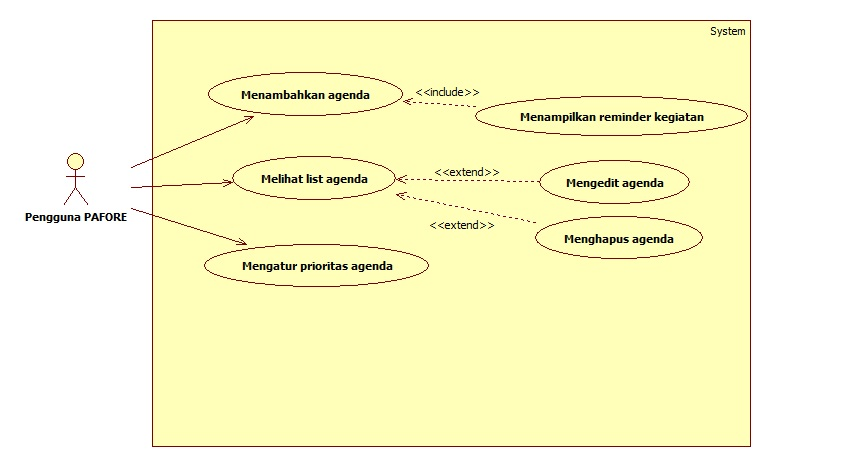 System
Menambahkan agenda
<<include>>
Menampilkan reminder kegiatan
Pengguna PAFORE
Melihat list agenda
<<extend>>
Mengedit agenda
<<extend>>
Menghapus agenda
Mengatur prioritas agenda